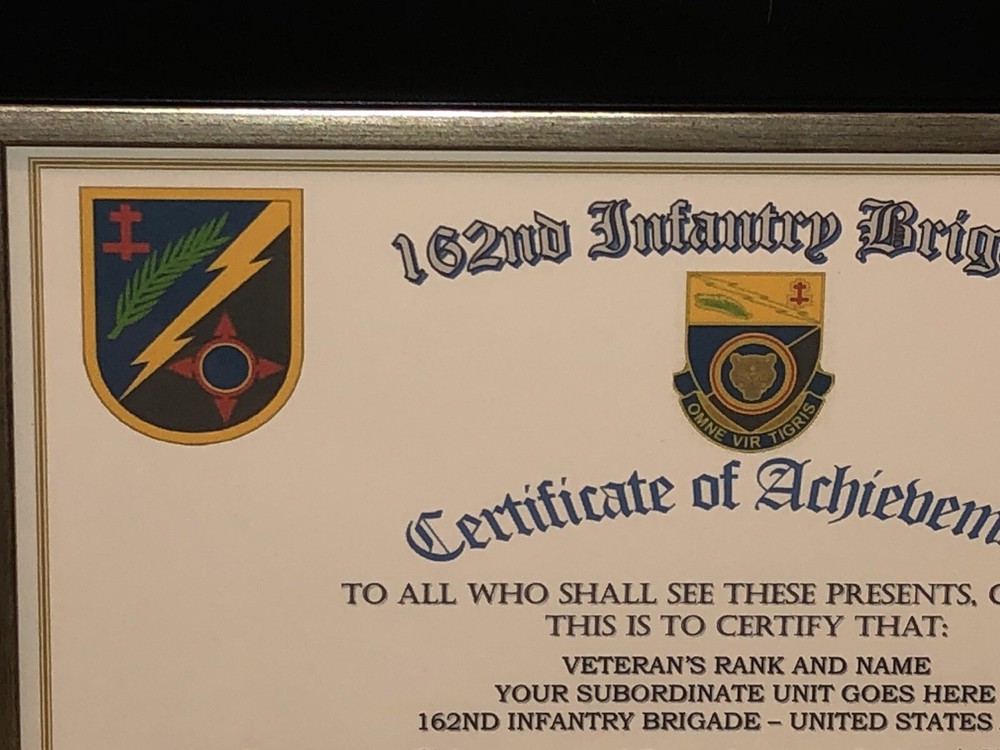 162nd Infantry Brig
OMNE VIR TIGRIS
Certificate of Achievem
TO ALL WHO SHALL SEE THESE PRESENTS,
THIS IS TO CERTIFY THAT:
VETERAN'S RANK AND NAME
YOUR SUBORDINATE UNIT GOES HERE
162ND INFANTRY BRIGADE – UNITED STATES